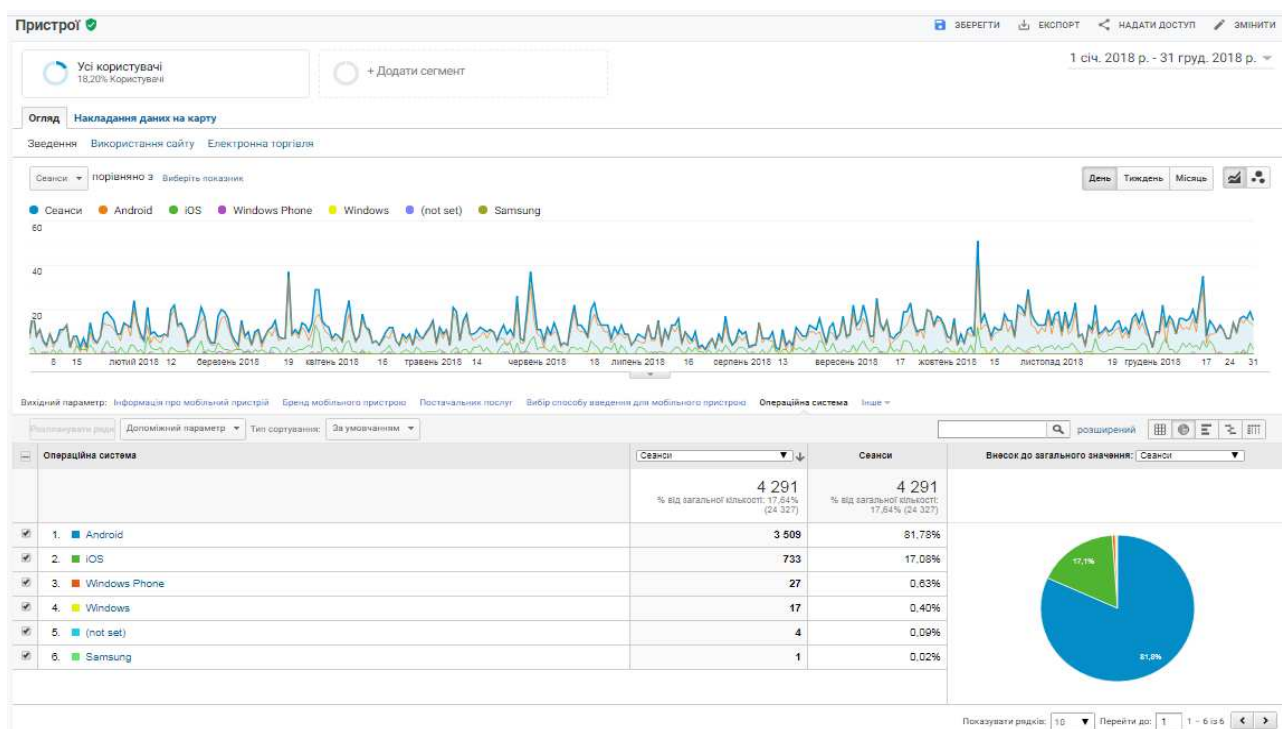 Пристрої
ЗБЕРЕГТИ ЕКСПОРТ НАДАТИ ДОСТУП ЗМІНИТИ
Усі користувачі
18,20% Користувачі
+ Додати сегмент
1 січ. 2018 р. - 31 груд. 2018 р.
Огляд Накладання даних на карту
Зведення Використання сайту Електронна торгівля
Сеанси порівняно з Виберіть показник
День Тиждень Місяць
Сеанси Android iOS Windows Phone Windows (not set) Samsung
60
40
20
8 15 лютий 2018 12 березень 2018 19 квітень 2018 16 травень 2018 14 червень 2018 18 липень 2018 16 серпень 2018 13 вересень 2018 17 жовтень 2018 15 листопад 2018 19 грудень 2018 17 24 31
Вихідний параметр: Інформація про мобільний пристрій Бренд мобільного пристрою Постачальник послуг Вибір способу введення для мобільного пристрою Операційна система Інше
Допоміжний параметр Тип сортування: За умовчанням розширений
Операційна система Сеанси Сеанси Внесок до загального значення: Сеанси
4 291 4 291
% від загальної кількості: 17,64% (24 327) % від загальної кількості: 17,64% (24 327)
1. Android 3 509 81,78%
2. iOS 733 17,08%
3. Windows Phone 27 0,63%
4. Windows 17 0,40%
5. (not set) 4 0,09%
6. Samsung 1 0,02%
17,1%
81,8%
Показувати рядків: 10 Перейти до: 1 1 – 6 із 6